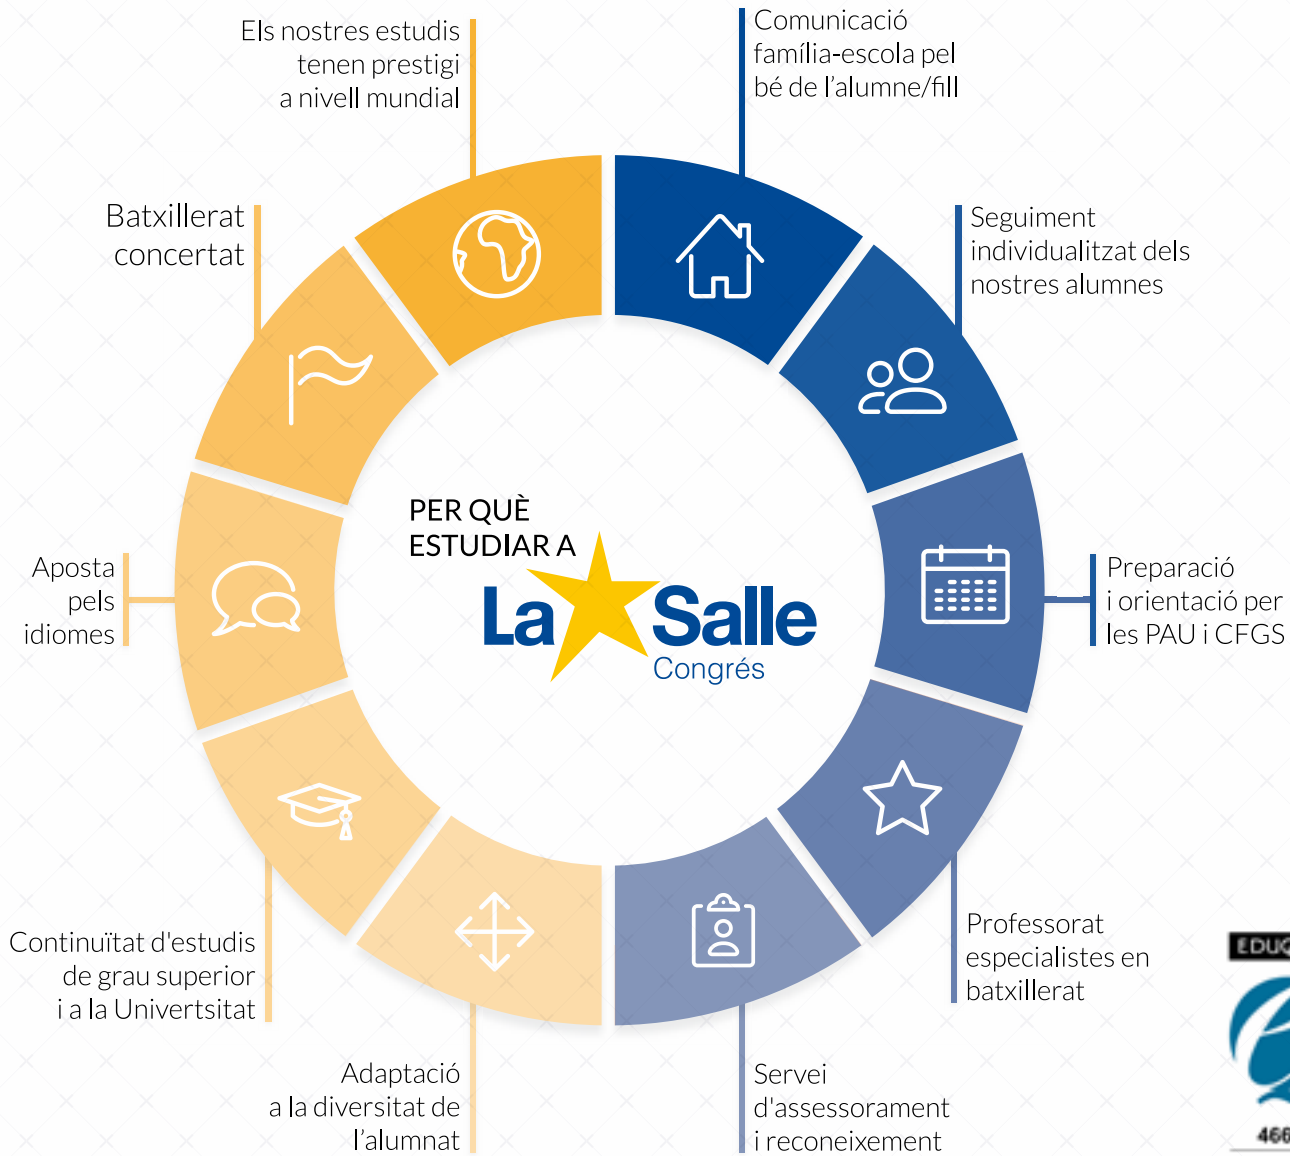 Els nostres estudis
tenen prestigi
a nivell mundial
Comunicació
família-escola pel
bé de l'alumne/fill
Batxillerat
concertat
Seguiment
individualitzat dels
nostres alumnes
PER QUÈ
ESTUDIAR A
La Salle
Congrés
Aposta
pels
idiomes
Preparació
i orientació per
les PAU i CFGS
Continuïtat d'estudis
de grau superior
i a la Univertsitat
Professorat
especialistes en
batxillerat
Adaptació
a la diversitat de
l'alumnat
Servei
d'assessorament
i reconeixement